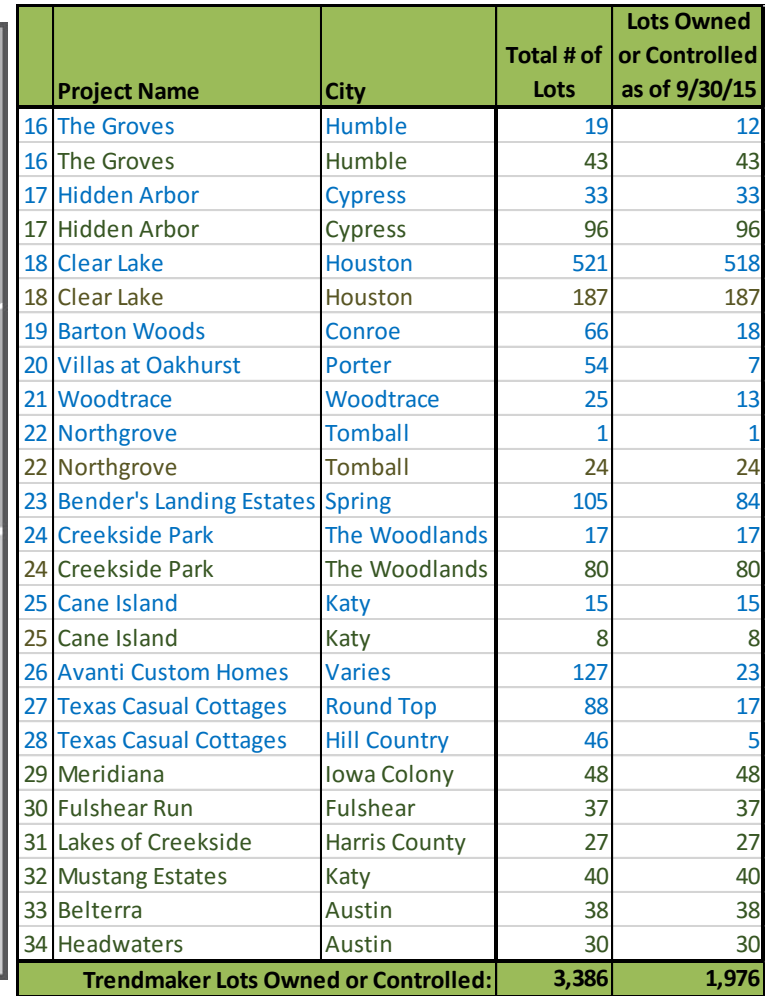 Project Name City Total # of Lots Lots Owned or Controlled as of 9/30/15
16 The Groves Humble 19 12
16 The Groves Humble 43 43
17 Hidden Arbor Cypress 33 33
17 Hidden Arbor Cypress 96 96
18 Clear Lake Houston 521 518
18 Clear Lake Houston 187 187
19 Barton Woods Conroe 66 18
20 Villas at Oakhurst Porter 54 7
21 Woodtrace Woodtrace 25 13
22 Northgrove Tomball 1 1
22 Northgrove Tomball 24 24
23 Bender's Landing Estates Spring 105 84
24 Creekside Park The Woodlands 17 17
24 Creekside Park The Woodlands 80 80
25 Cane Island Katy 15 15
25 Cane Island Katy 8 8
26 Avanti Custom Homes Varies 127 23
27 Texas Casual Cottages Round Top 88 17
28 Texas Casual Cottages Hill Country 46 5
29 Meridiana Iowa Colony 48 48
30 Fulshear Run Fulshear 37 37
31 Lakes of Creekside Harris County 27 27
32 Mustang Estates Katy 40 40
33 Belterra Austin 38 38
34 Headwaters Austin 30 30
Trendmaker Lots Owned or Controlled: 3,386 1,976